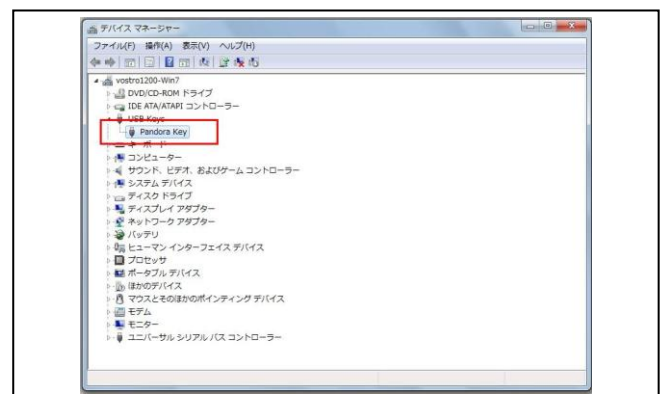 デバイス マネージャー
ファイル(F) 操作(A) 表示(V) ヘルプ(H)
vostro1200-Win7
DVD/CD-ROM ドライブ
IDE ATA/ATAPI コントローラー
USB Keys
Pandora Key
キーボード
コンピューター
サウンド、ビデオ、およびゲーム コントローラー
システム デバイス
ディスク ドライブ
ディスプレイ アダプター
ネットワーク アダプター
バッテリ
ヒューマン インターフェイス デバイス
プロセッサ
ポータブル デバイス
ほかのデバイス
マウスとそのほかのポインティング デバイス
モデム
モニター
ユニバーサル シリアル バス コントローラー